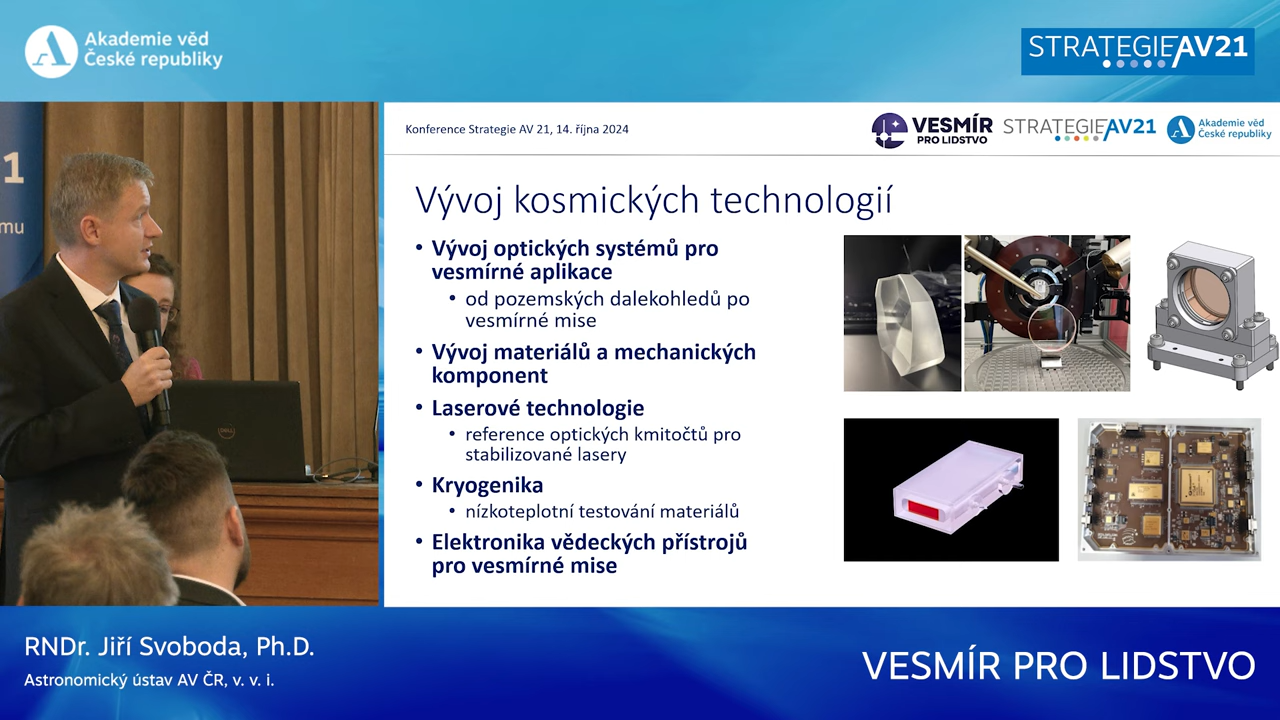 Akademie věd
České republiky
STRATEGIE AV21
1
mu
DELL
Konference Strategie AV 21, 14. října 2024
VESMÍR
PRO LIDSTVO
STRATEGIE AV21
Akademie věd
České republiky
Vývoj kosmických technologií
• Vývoj optických systémů pro
vesmírné aplikace
• od pozemských dalekohledů po
vesmírné mise
• Vývoj materiálů a mechanických
komponent
• Laserové technologie
• reference optických kmitočtů pro
stabilizované lasery
• Kryogenika
• nízkoteplotní testování materiálů
• Elektronika vědeckých přístrojů
pro vesmírné mise
RNDr. Jiří Svoboda, Ph.D.
Astronomický ústav AV ČR, v. v. i.
VESMÍR PRO LIDSTVO